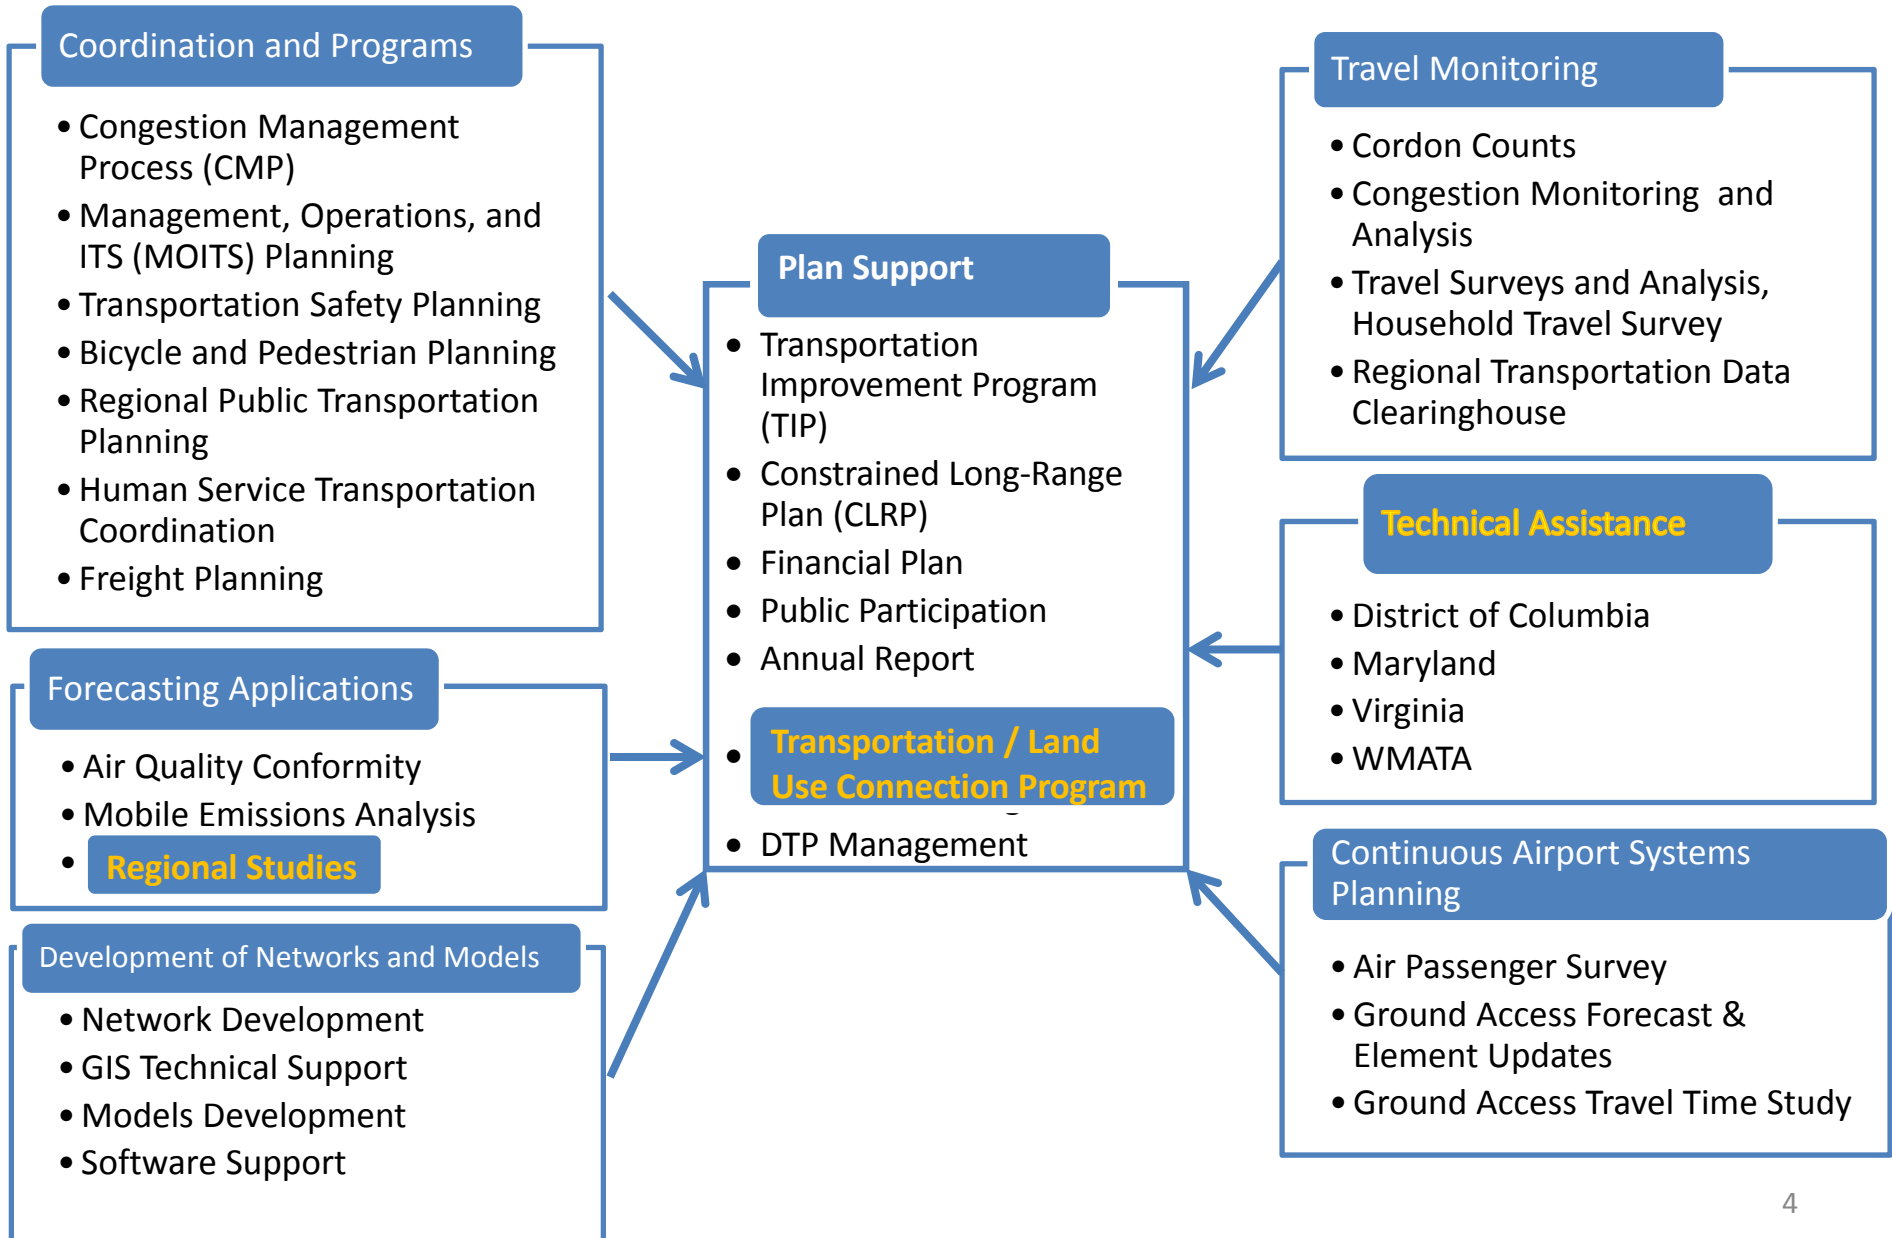 Coordination and Programs
• Congestion Management
Process (CMP)
• Management, Operations, and
ITS (MOITS) Planning
• Transportation Safety Planning
• Bicycle and Pedestrian Planning
• Regional Public Transportation
Planning
• Human Service Transportation
Coordination
• Freight Planning
Forecasting Applications
• Air Quality Conformity
• Mobile Emissions Analysis
• Regional Studies
Development of Networks and Models
• Network Development
• GIS Technical Support
• Models Development
• Software Support
Plan Support
• Transportation
Improvement Program
(TIP)
• Constrained Long-Range
Plan (CLRP)
• Financial Plan
• Public Participation
• Annual Report
• Transportation / Land
Use Connection Program
• DTP Management
Travel Monitoring
• Cordon Counts
• Congestion Monitoring and
Analysis
• Travel Surveys and Analysis,
Household Travel Survey
• Regional Transportation Data
Clearinghouse
Technical Assistance
• District of Columbia
• Maryland
• Virginia
• WMATA
Continuous Airport Systems
Planning
• Air Passenger Survey
• Ground Access Forecast &
Element Updates
• Ground Access Travel Time Study
4